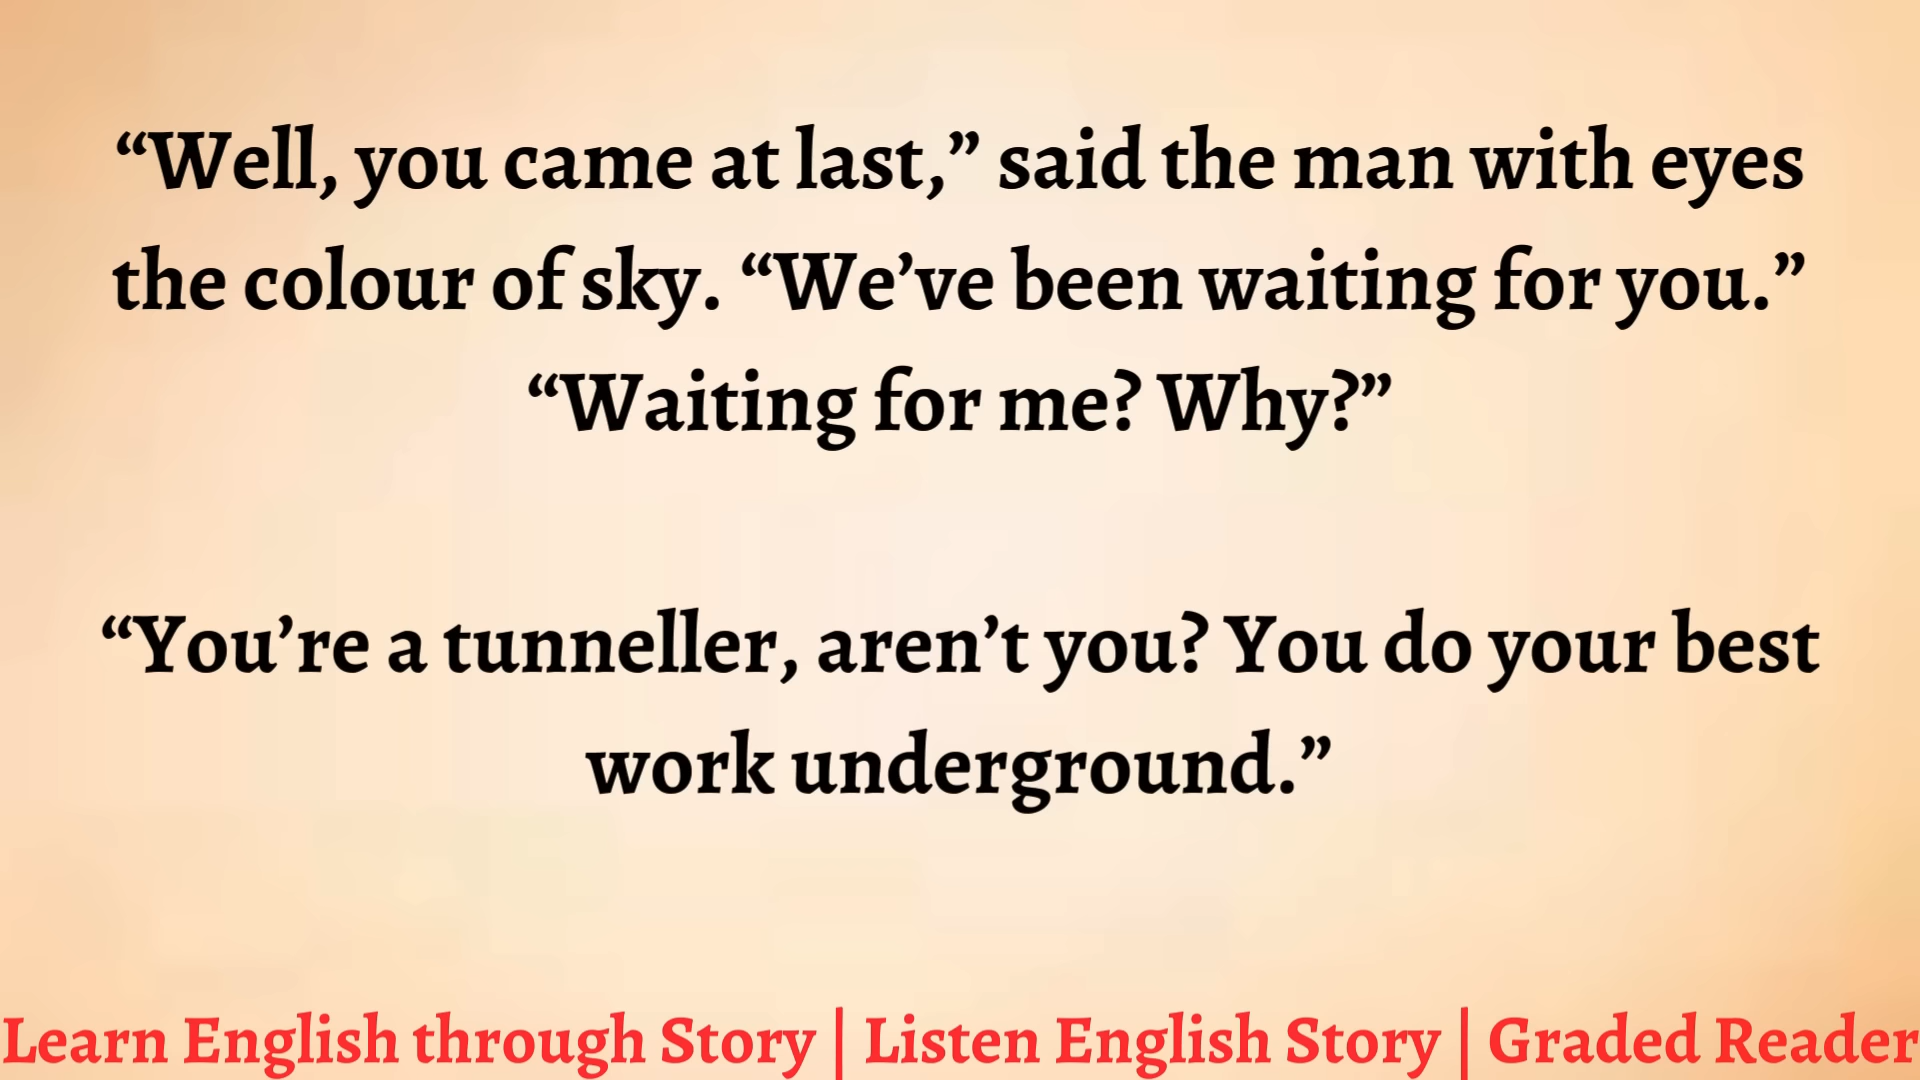 “Well, you came at last,” said the man with eyes
the colour of sky. “We’ve been waiting for you.”
“Waiting for me? Why?”
“You’re a tunneller, aren’t you? You do your best
work underground.”
Learn English through Story | Listen English Story | Graded Reader